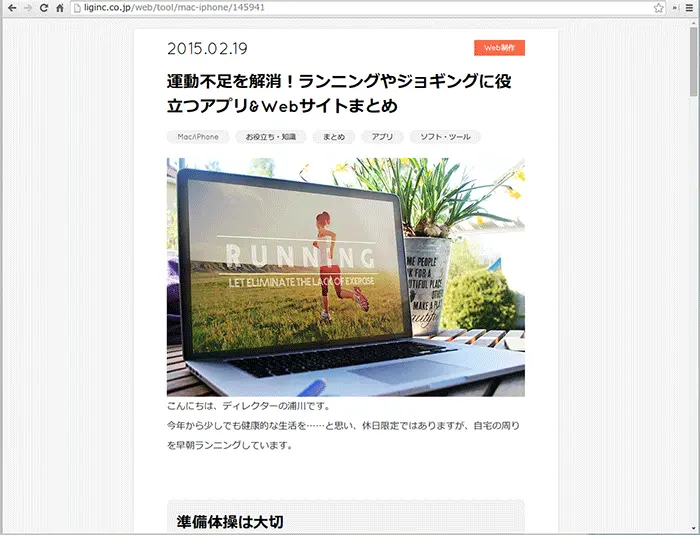 liginc.co.jp/web/tool/mac-iphone/145941
2015.02.19
Web制作
運動不足を解消!ランニングやジョギングに役
立つアプリ&Webサイトまとめ
Mac/iPhone
お役立ち・知識
まとめ
アプリ
ソフト・ツール
RUNNING
LET ELIMINATE THE LACK OF EXERCISE
SOME PEOPLE
LOOK FOR A
BEAUTIFUL PLACE
OTHERS
MAKE A PLACE
Beautiful
こんにちは、ディレクターの浦川です。
今年から少しでも健康的な生活を……と思い、休日限定ではありますが、自宅の周り
を早朝ランニングしています。
準備体操は大切